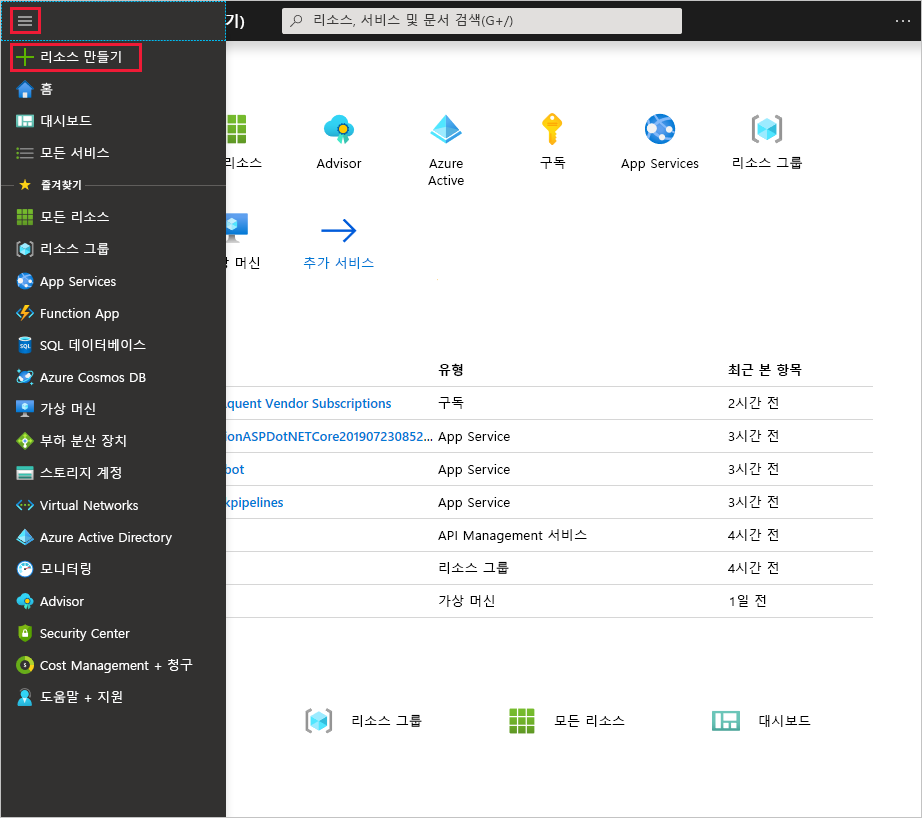 기)
리소스, 서비스 및 문서 검색(G+/)
리소스 만들기
홈
대시보드
모든 서비스
즐겨찾기
모든 리소스
리소스 그룹
App Services
Function App
SQL 데이터베이스
Azure Cosmos DB
가상 머신
부하 분산 장치
스토리지 계정
Virtual Networks
Azure Active Directory
모니터링
Advisor
Security Center
Cost Management + 청구
도움말 + 지원
리소스
Advisor
Azure
Active
구독
App Services
리소스 그룹
상 머신
추가 서비스
유형 최근 본 항목
quent Vendor Subscriptions 구독 2시간 전
ionASPDotNETCore201907230852... App Service 3시간 전
bot App Service 3시간 전
kpipelines App Service 3시간 전
API Management 서비스 4시간 전
리소스 그룹 4시간 전
가상 머신 1일 전
리소스 그룹
모든 리소스
대시보드